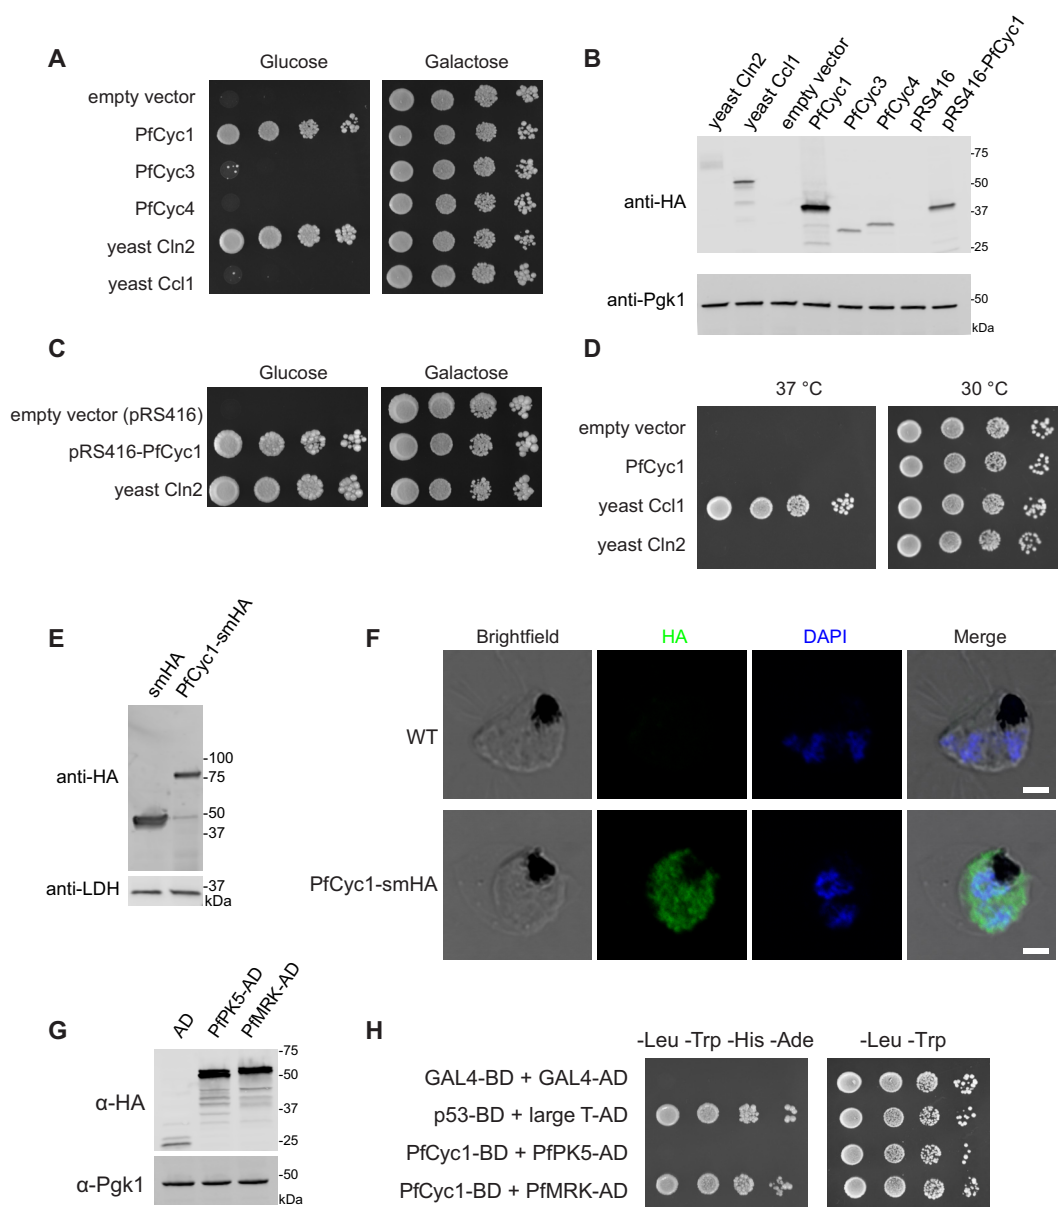 A
Glucose
Galactose
empty vector
PfCyc1
PfCyc3
PfCyc4
yeast Cln2
yeast Ccl1
B
yeast Cln2
yeast Ccl1
empty vector
PfCyc1
PfCyc3
PfCyc4
pRS416
pRS416-PfCyc1
anti-HA
-75
-50
-37
-25
anti-Pgk1
-50
kDa
C
Glucose
Galactose
empty vector (pRS416)
pRS416-PfCyc1
yeast Cln2
D
37 °C
30 °C
empty vector
PfCyc1
yeast Ccl1
yeast Cln2
E
smHA
PfCyc1-smHA
anti-HA
-100
-75
-50
-37
anti-LDH
-37
kDa
F
Brightfield
HA
DAPI
Merge
WT
PfCyc1-smHA
G
AD
PfPK5-AD
PfMRK-AD
α-HA
-75
-50
-37
-25
α-Pgk1
-50
kDa
H
-Leu -Trp -His -Ade
-Leu -Trp
GAL4-BD + GAL4-AD
p53-BD + large T-AD
PfCyc1-BD + PfPK5-AD
PfCyc1-BD + PfMRK-AD